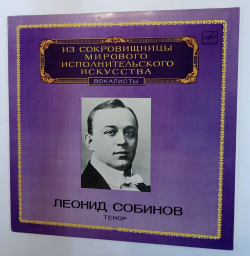 ИЗ СОКРОВИЩНИЦЫ
МИРОВОГО
ИСПОЛНИТЕЛЬСКОГО
ИСКУССТВА
ВОКАЛИСТЫ
ЛЕОНИД СОБИНОВ
ТЕНОР